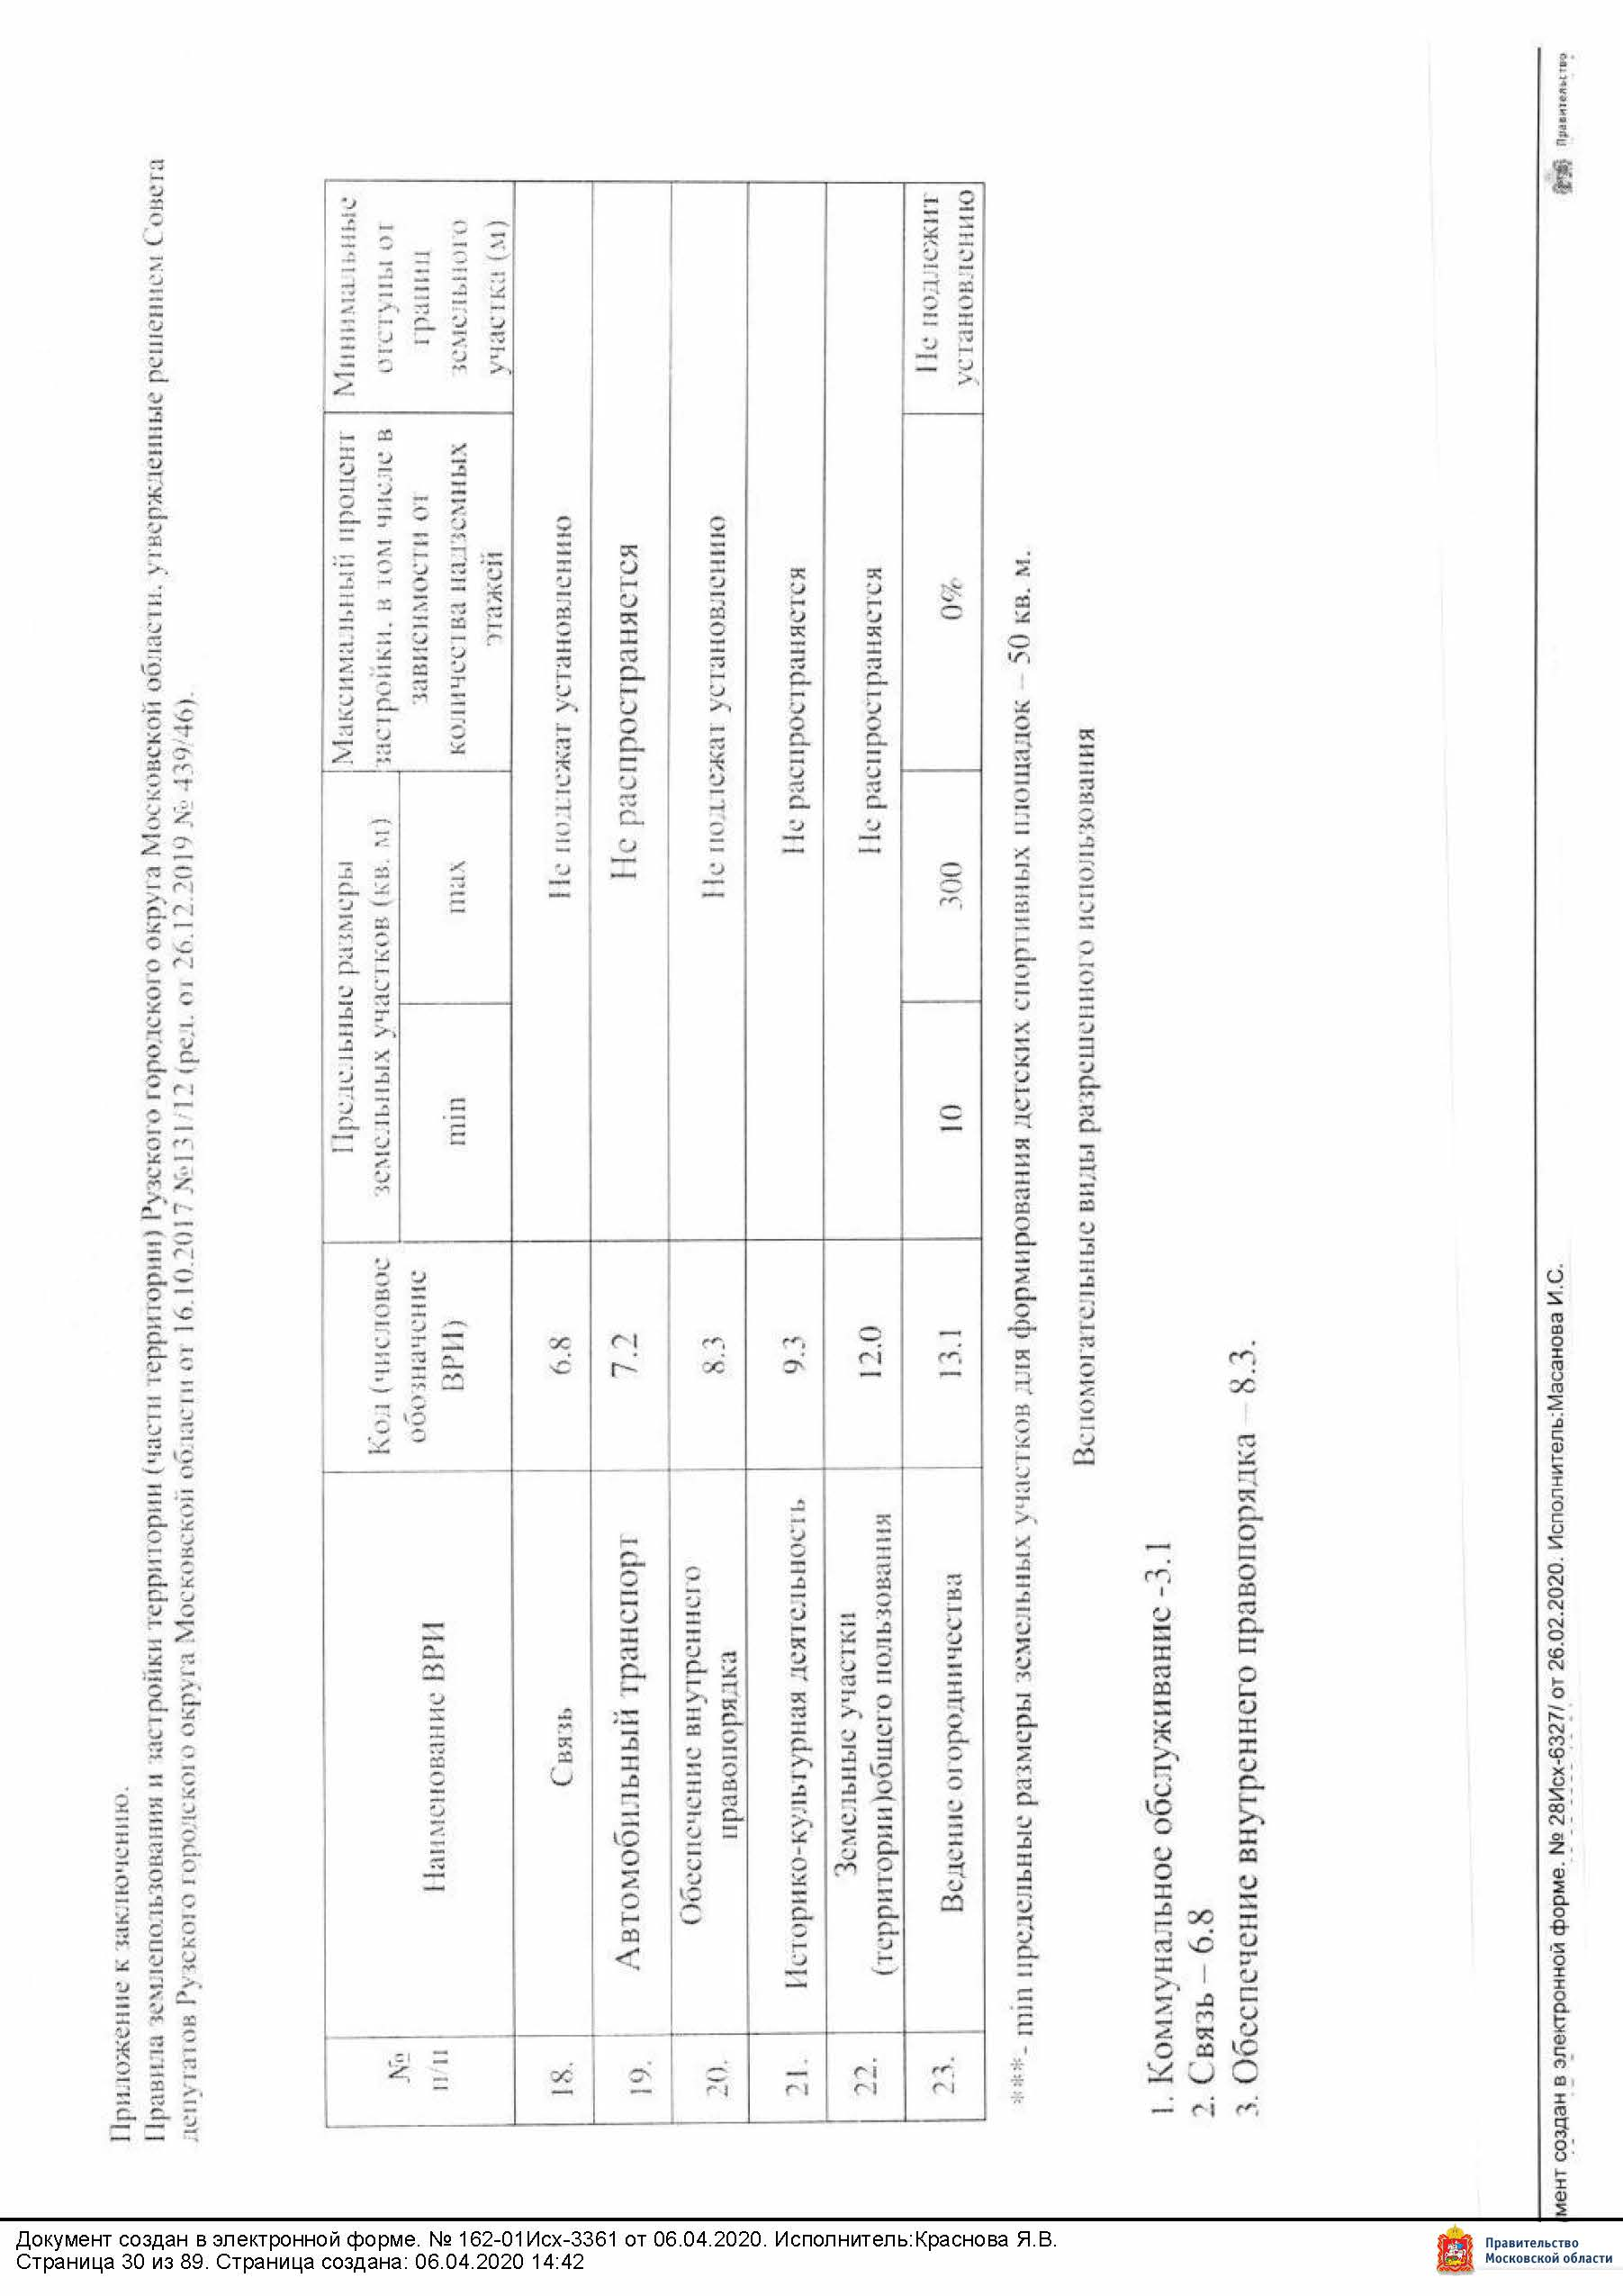 Приложение к заключению.
Правила землепользования и застройки территории (части территории) Рузского городского округа Московской области, утвержденные решением Совета
депутатов Рузского городского округа Московской области от 16.10.2017 №131/12 (ред. от 26.12.2019 № 439/46).
№ п/п
Наименование ВРИ
Код (числовое обозначение ВРИ)
Предельные размеры земельных участков (кв. м)
min
max
Максимальный процент застройки, в том числе в зависимости от количества надземных этажей
Минимальные отступы от границ земельного участка (м)
18. Связь 6.8 Не подлежат установлению
19. Автомобильный транспорт 7.2 Не распространяется
20. Обеспечение внутреннего правопорядка 8.3 Не подлежат установлению
21. Историко-культурная деятельность 9.3 Не распространяется
22. Земельные участки (территории)общего пользования 12.0 Не распространяется
23. Ведение огородничества 13.1 10 300 0% Не подлежит установлению
***- min предельные размеры земельных участков для формирования детских спортивных площадок – 50 кв. м.
Вспомогательные виды разрешенного использования
1. Коммунальное обслуживание -3.1
2. Связь – 6.8
3. Обеспечение внутреннего правопорядка – 8.3.
мент создан в электронной форме. № 28Исх-6327/ от 26.02.2020. Исполнитель:Масанова И.С.
Правительство
Документ создан в электронной форме. № 162-01Исх-3361 от 06.04.2020. Исполнитель:Краснова Я.В.
Страница 30 из 89. Страница создана: 06.04.2020 14:42
Правительство
Московской области